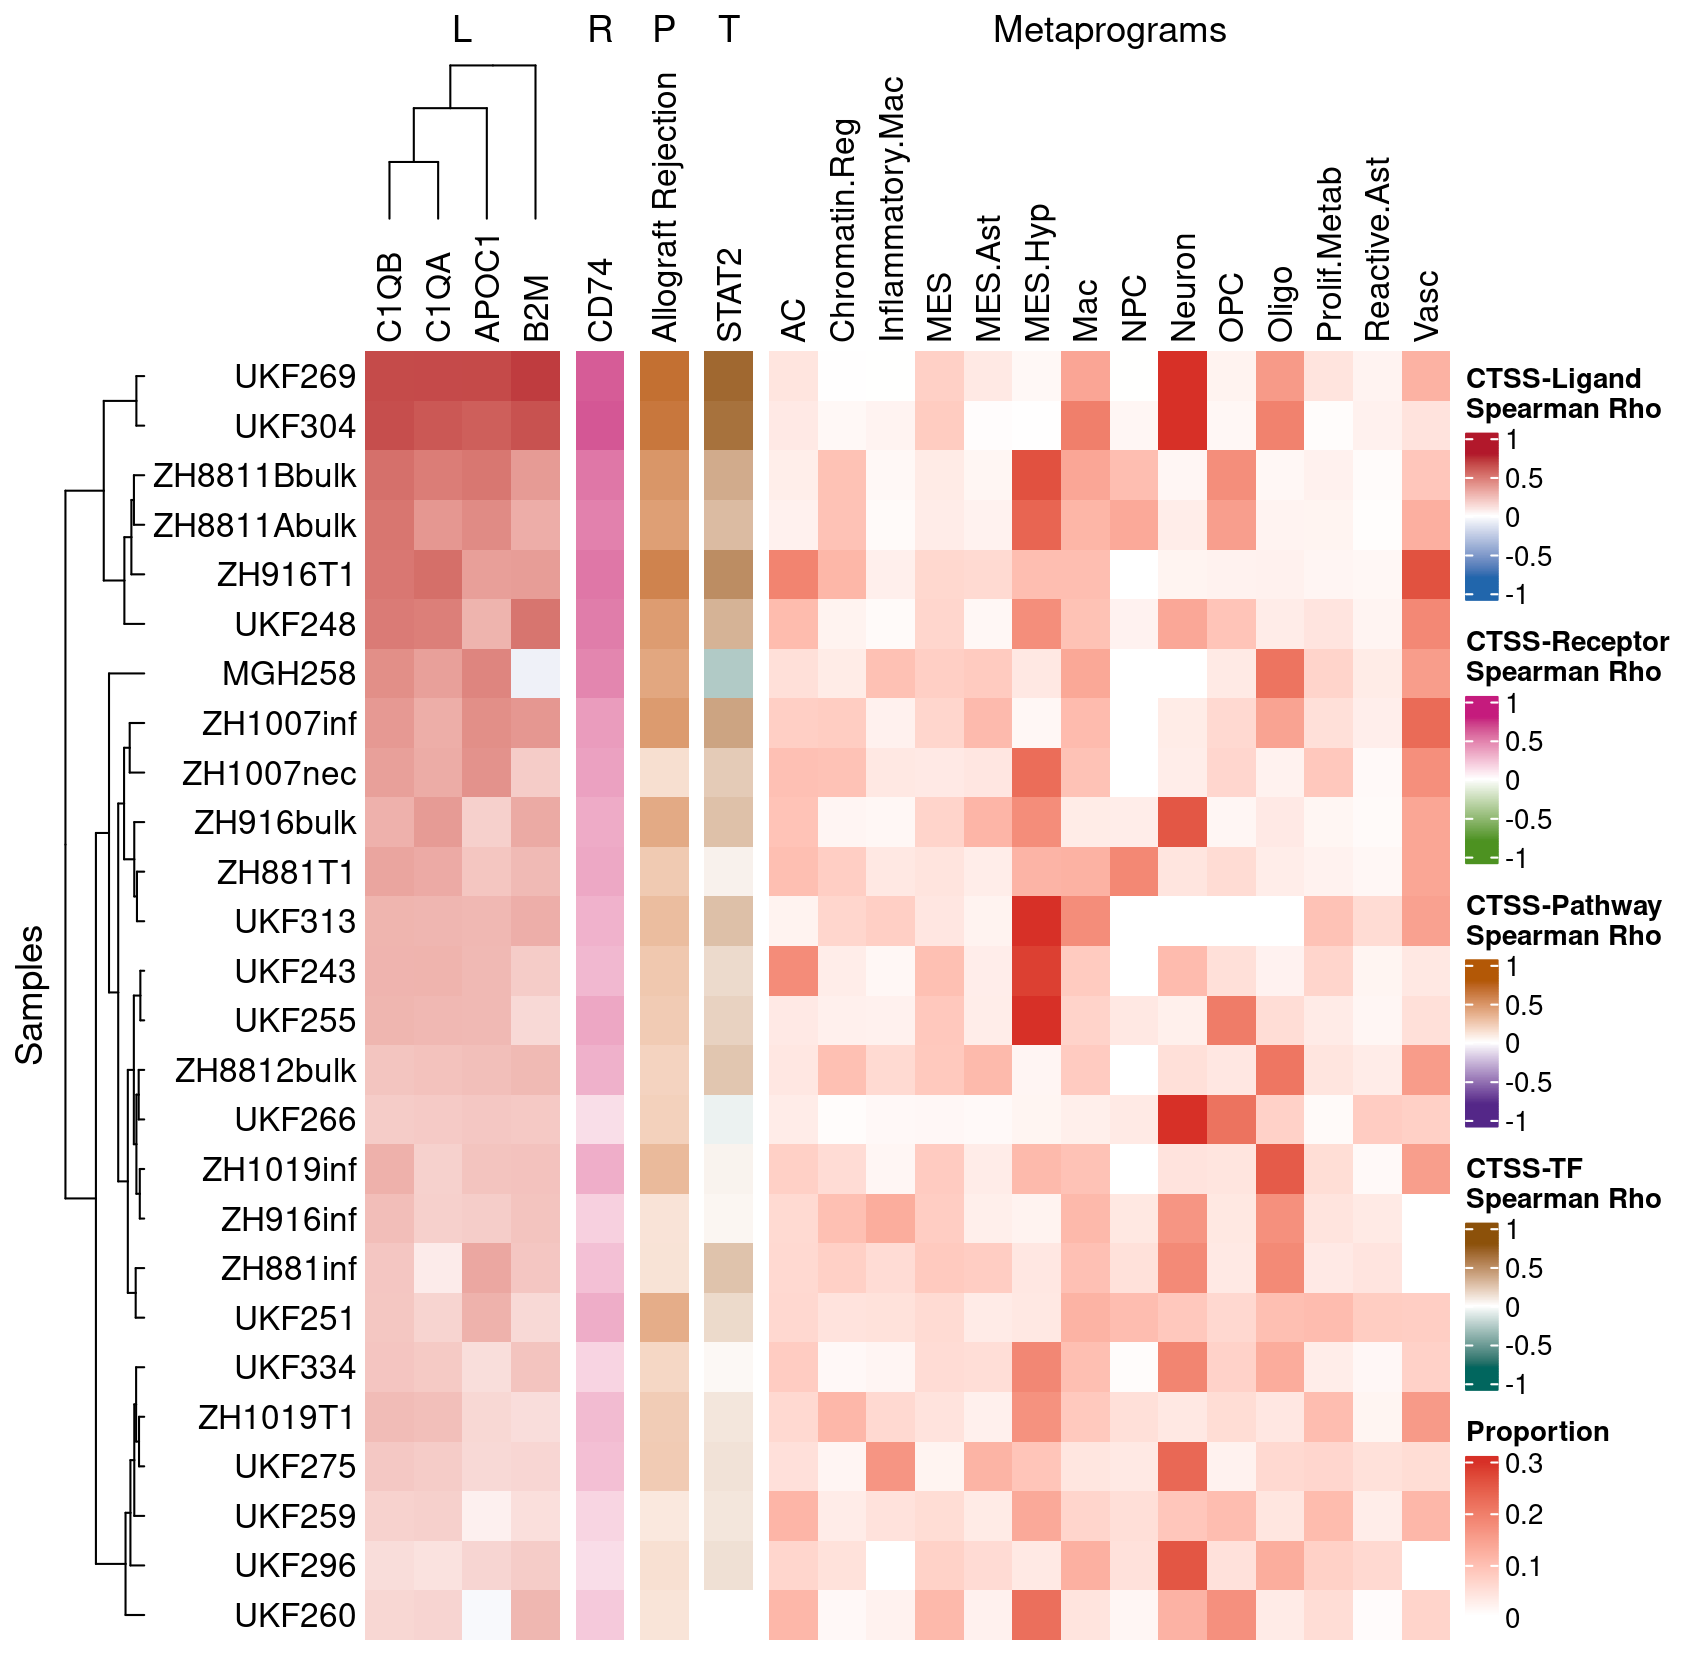 L R P T Metaprograms
C1QB
C1QA
APOC1
B2M
CD74
Allograft Rejection
STAT2
AC
Chromatin.Reg
Inflammatory.Mac
MES
MES.Ast
MES.Hyp
Mac
NPC
Neuron
OPC
Oligo
Prolif.Metab
Reactive.Ast
Vasc
Samples
UKF269
UKF304
ZH8811Bbulk
ZH8811Abulk
ZH916T1
UKF248
MGH258
ZH1007inf
ZH1007nec
ZH916bulk
ZH881T1
UKF313
UKF243
UKF255
ZH8812bulk
UKF266
ZH1019inf
ZH916inf
ZH881inf
UKF251
UKF334
ZH1019T1
UKF275
UKF259
UKF296
UKF260
CTSS-Ligand
Spearman Rho
1
0.5
0
-0.5
-1
CTSS-Receptor
Spearman Rho
1
0.5
0
-0.5
-1
CTSS-Pathway
Spearman Rho
1
0.5
0
-0.5
-1
CTSS-TF
Spearman Rho
1
0.5
0
-0.5
-1
Proportion
0.3
0.2
0.1
0